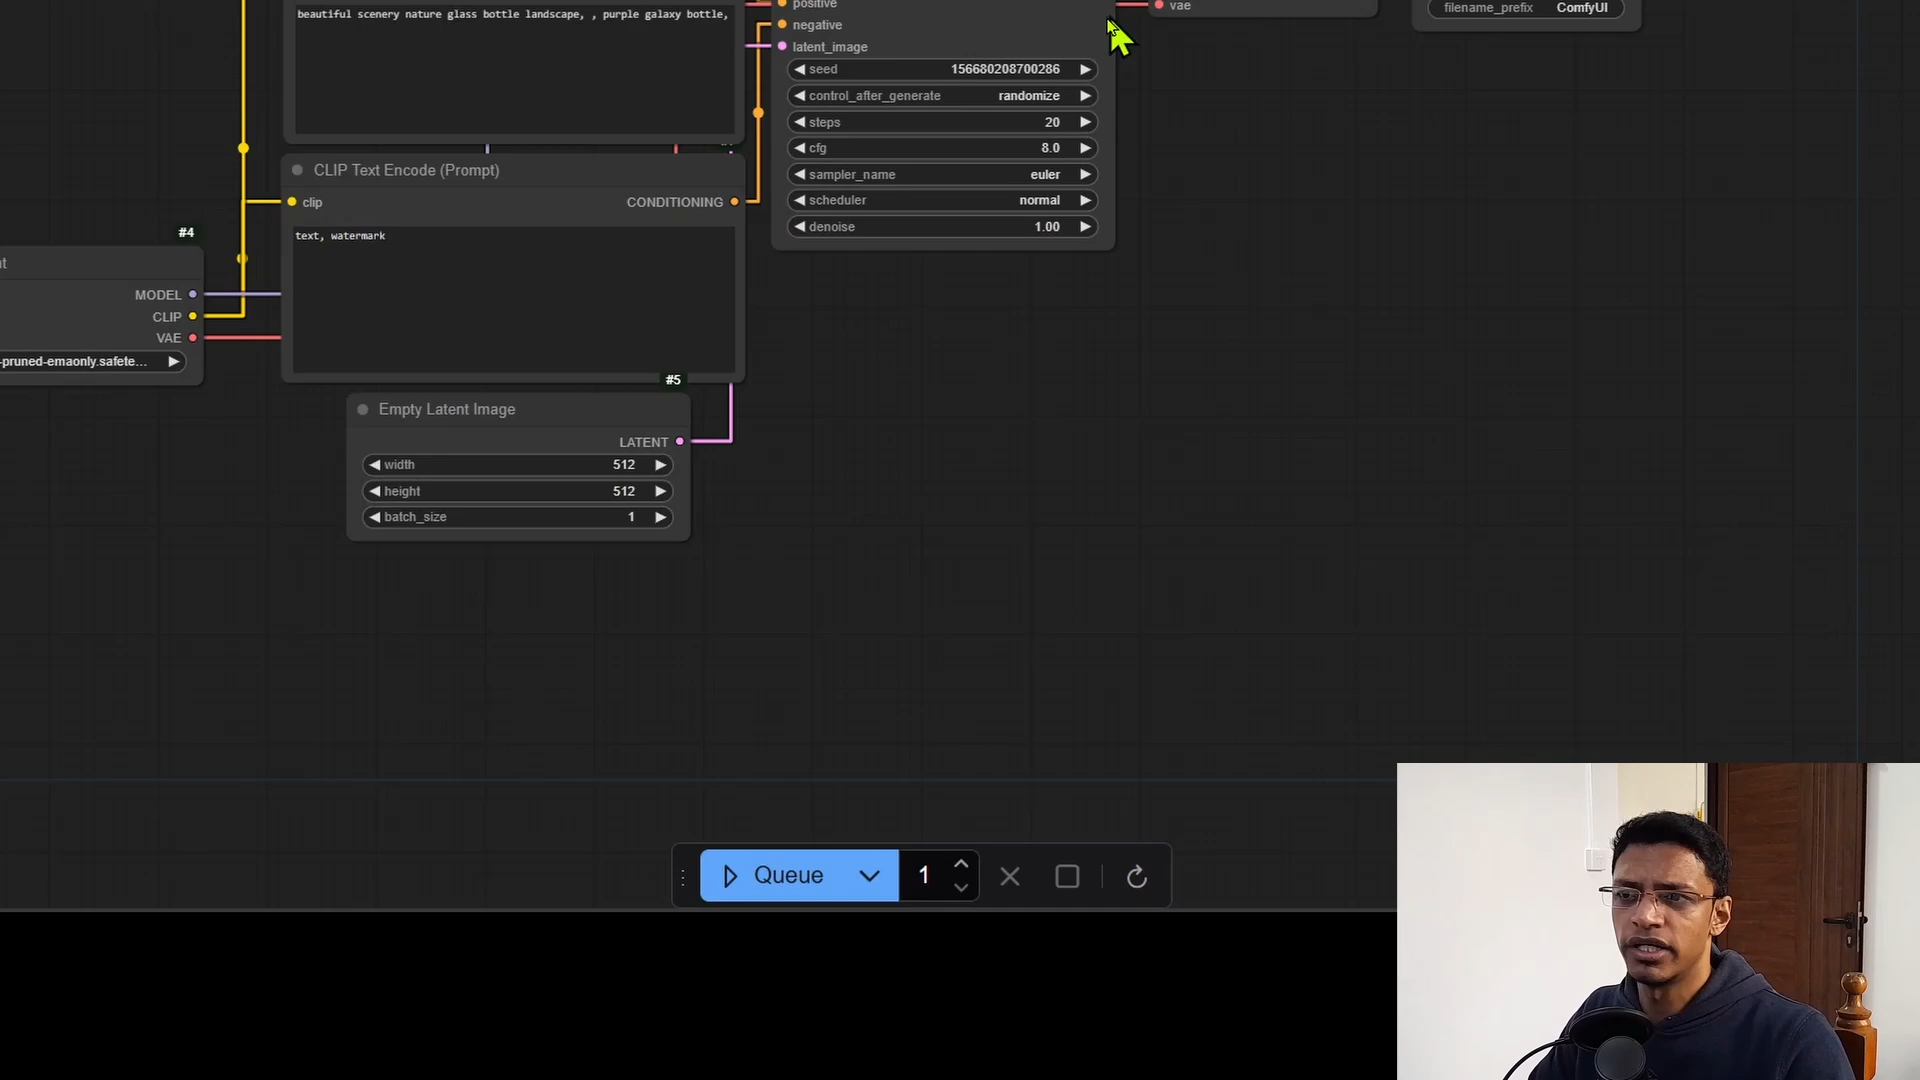 beautiful scenery nature glass bottle landscape, , purple galaxy bottle,
positive
negative
latent_image
seed 156680208700286
control_after_generate randomize
steps 20
cfg 8.0
sampler_name euler
scheduler normal
denoise 1.00
vae
filename_prefix ComfyUI
CLIP Text Encode (Prompt)
clip CONDITIONING
text, watermark
#4
MODEL
CLIP
VAE
-pruned-emaonly.safete...
#5
Empty Latent Image
LATENT
width 512
height 512
batch_size 1
Queue 1